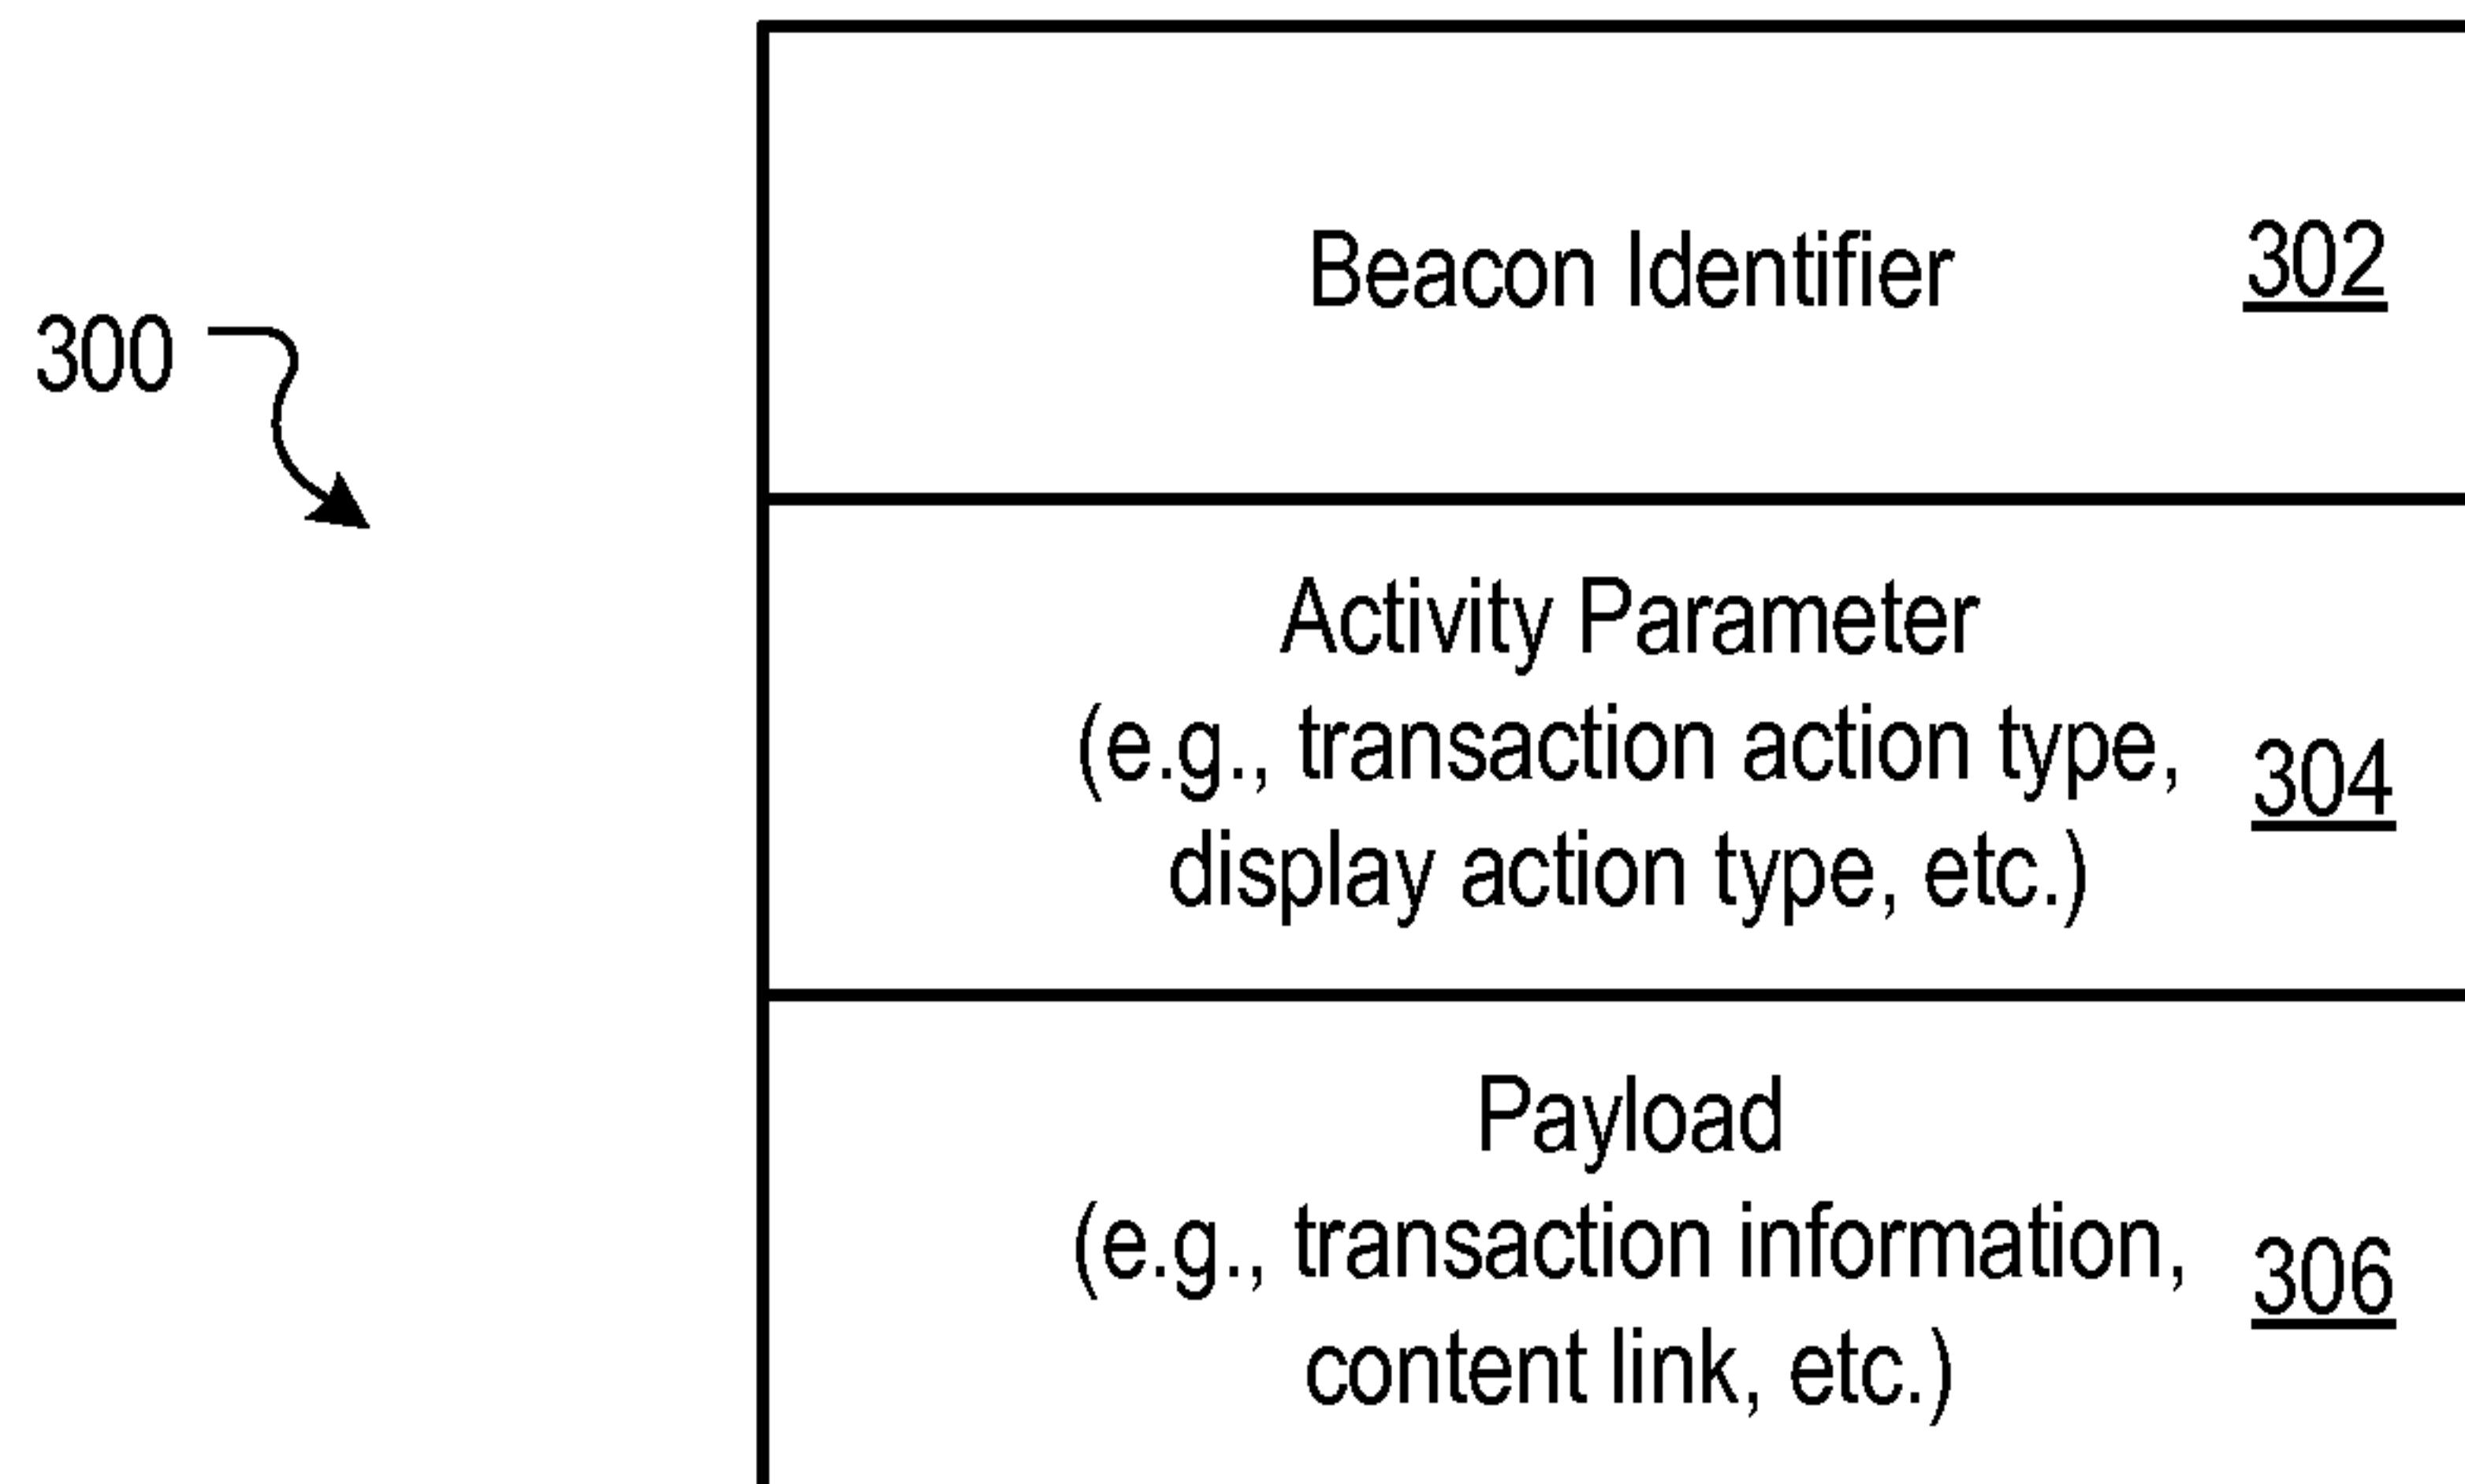 Beacon Identifier 302
300
Activity Parameter
(e.g., transaction action type, 304
display action type, etc.)
Payload
(e.g., transaction information, 306
content link, etc.)